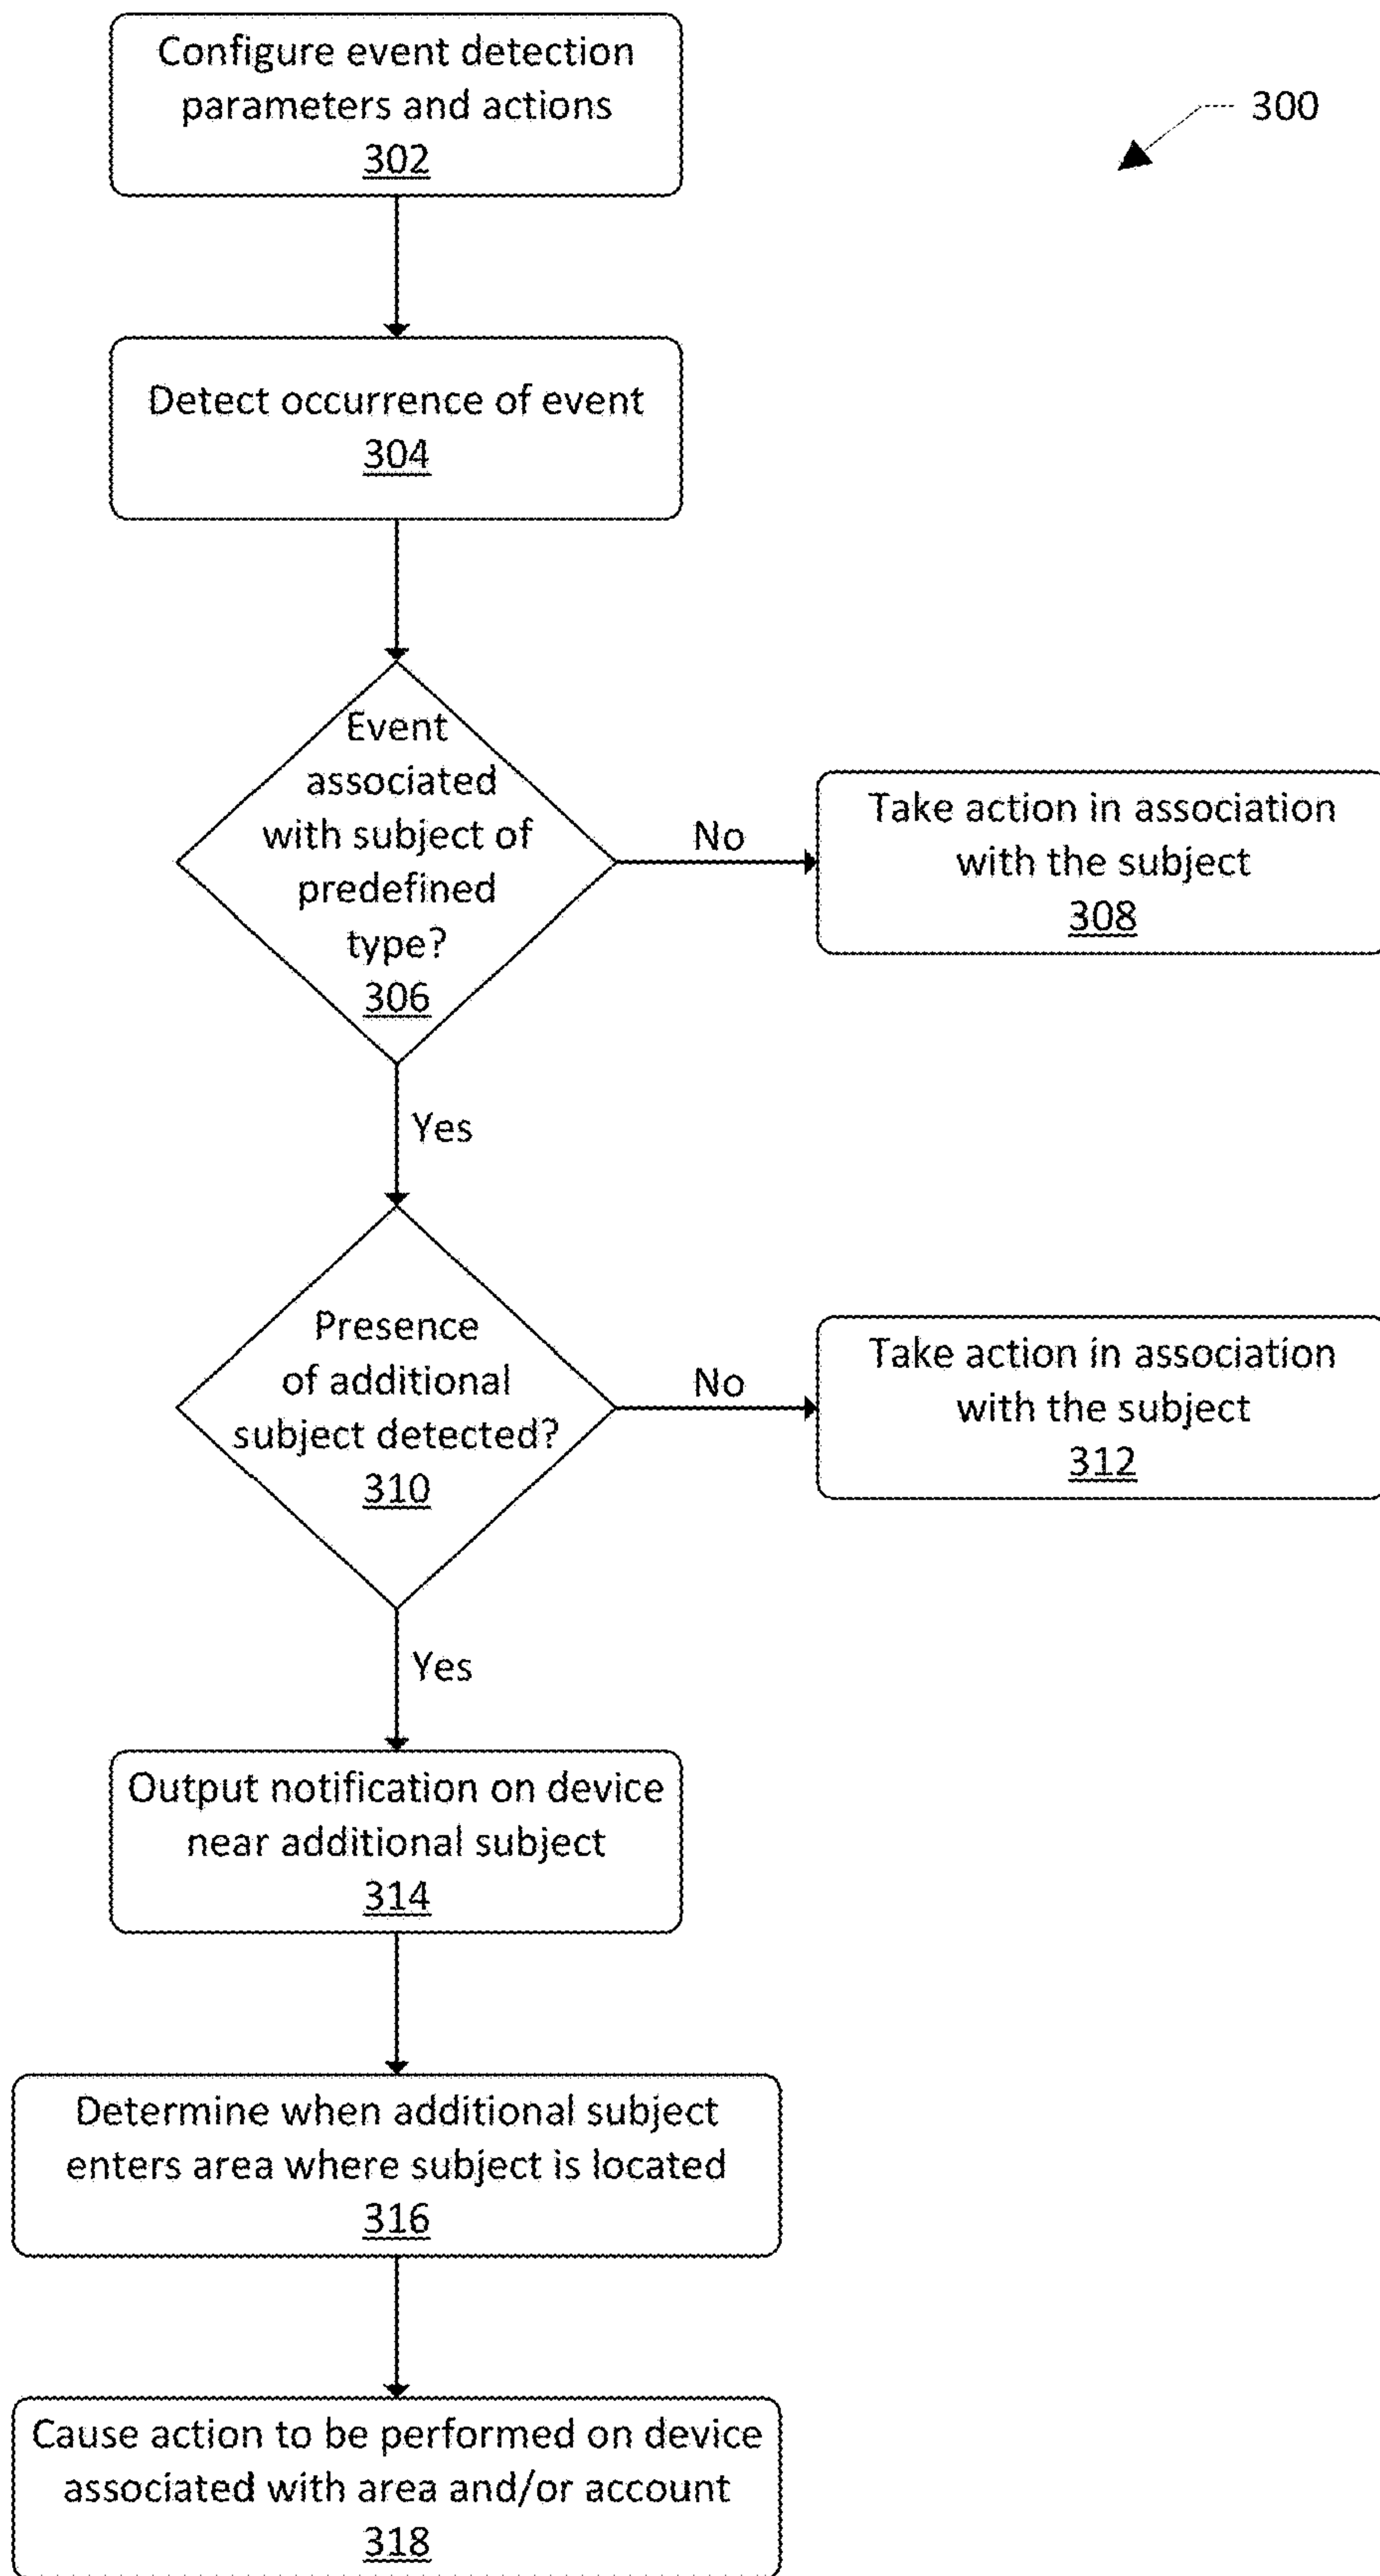 Configure event detection
parameters and actions
302
300
Detect occurrence of event
304
Event
associated
with subject of
predefined
type?
306
No
Take action in association
with the subject
308
Yes
Presence
of additional
subject detected?
310
No
Take action in association
with the subject
312
Yes
Output notification on device
near additional subject
314
Determine when additional subject
enters area where subject is located
316
Cause action to be performed on device
associated with area and/or account
318